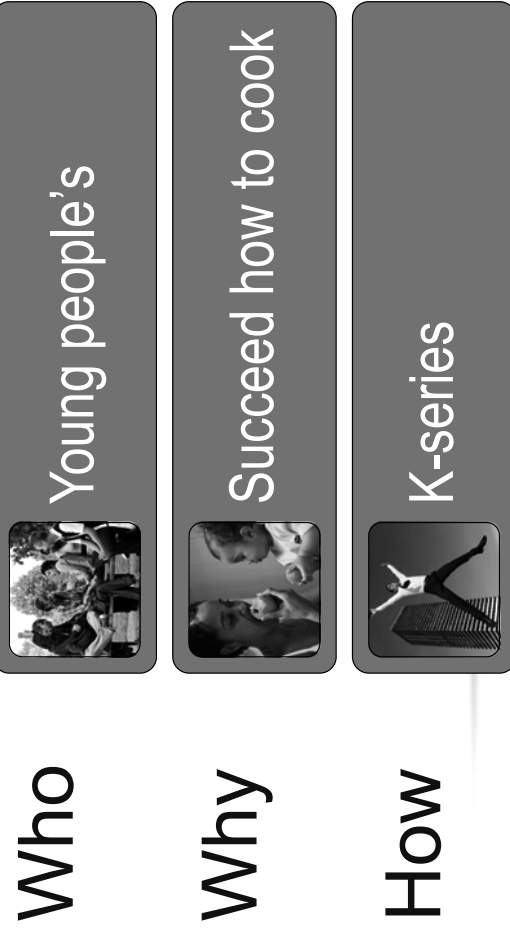 Who
Young people’s
Why
Succeed how to cook
How
K-series